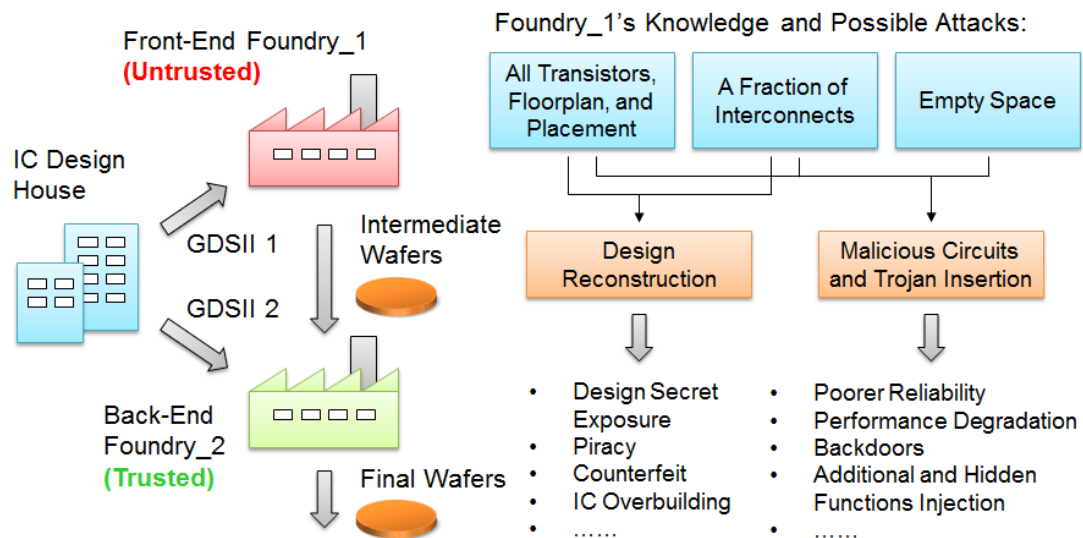 Front-End Foundry_1
(Untrusted)
IC Design
House
GDSII 1
GDSII 2
Intermediate
Wafers
Back-End
Foundry_2
(Trusted)
Final Wafers
Foundry_1's Knowledge and Possible Attacks:
All Transistors,
Floorplan, and
Placement
A Fraction of
Interconnects
Empty Space
Design
Reconstruction
Malicious Circuits
and Trojan Insertion
• Design Secret
Exposure
• Piracy
• Counterfeit
• IC Overbuilding
• ……
• Poorer Reliability
• Performance Degradation
• Backdoors
• Additional and Hidden
Functions Injection
• ……